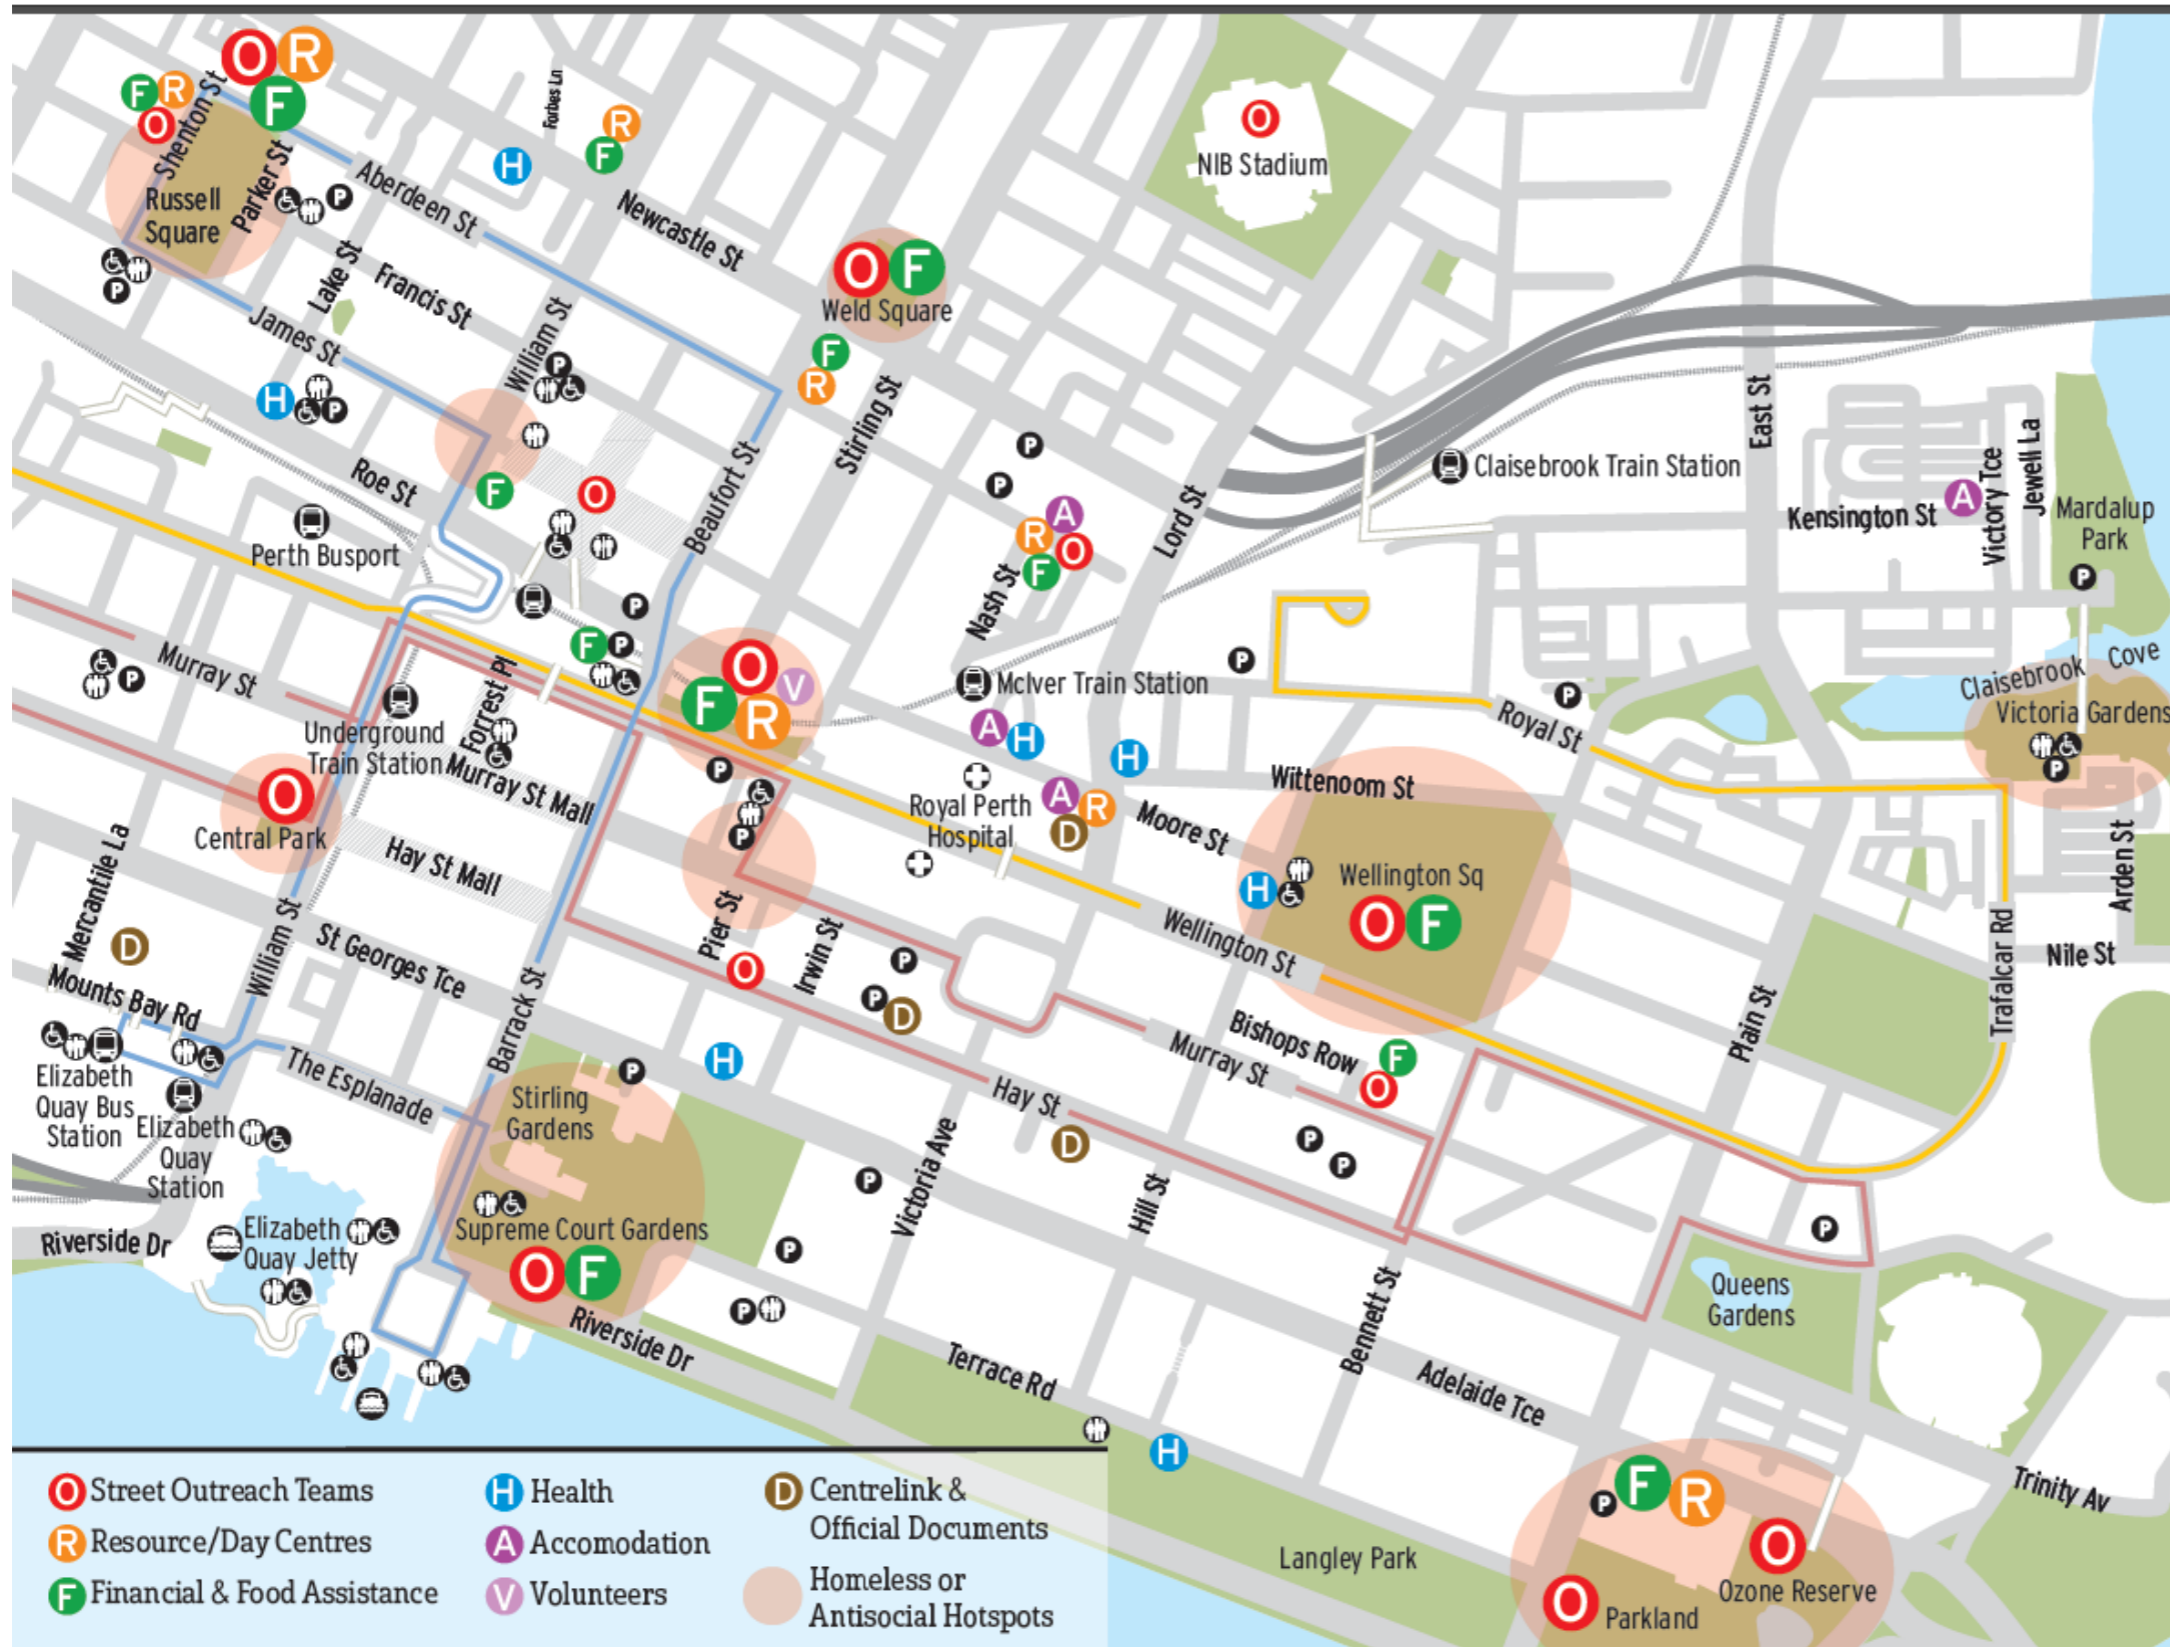 O R
F R
F
O
Shenton St
Parker St
Forbes Ln
R
H
F
O
NIB Stadium
Russell
Square
P
Aberdeen St
Newcastle St
O F
Weld Square
P
Lake St
Francis St
James St
William St
P
F
R
H
P
Stirling St
East St
P
P
Claisebrook Train Station
Roe St
F
O
Beaufort St
Lord St
A
R
O
F
Kensington St
A
Victory Tce
Jewell La
Mardalup
Park
P
Perth Busport
Nash St
P
F P
P
Murray St
P
O
V
F
R
McIver Train Station
P
Royal St
Claisebrook Cove
Victoria Gardens
P
Underground
Train Station
Forrest Pl
Murray St Mall
A H
H
P
Wittenoom St
Royal Perth
Hospital
A R
D
Moore St
O
Central Park
P
Hay St Mall
Mercantile La
D
William St
St Georges Tce
Pier St
O
Irwin St
P
P D
Wellington St
H
Wellington Sq
O F
Plain St
Trafalcar Rd
Arden St
Nile St
Mounts Bay Rd
Barrack St
Elizabeth
Quay Bus
Station
Elizabeth
Quay
Station
The Esplanade
Stirling
Gardens
P
H
Bishops Row
F
O
Murray St
Hay St
D
P
P
P
Victoria Ave
Hill St
P
Riverside Dr
Elizabeth
Quay Jetty
Supreme Court Gardens
O F
P
P
Riverside Dr
Terrace Rd
Bennett St
Adelaide Tce
Queens
Gardens
H
Trinity Av
P
F R
O
Ozone Reserve
O
Parkland
Langley Park
O Street Outreach Teams
R Resource/Day Centres
F Financial & Food Assistance
H Health
A Accomodation
V Volunteers
D Centrelink &
Official Documents
Homeless or
Antisocial Hotspots